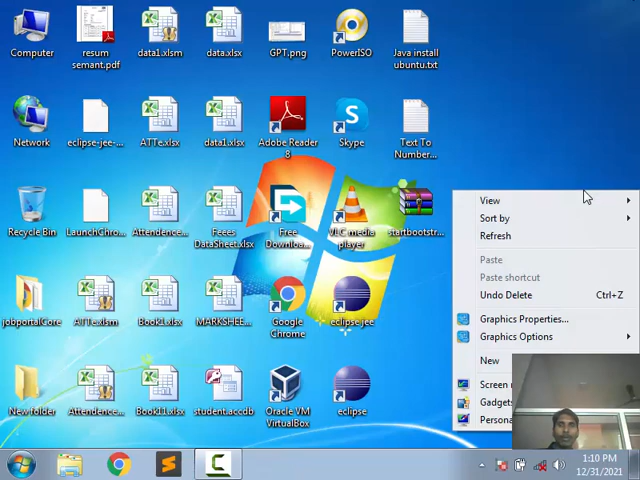 Computer
resum
semant.pdf
data1.xlsm
data.xlsx
GPT.png
PowerISO
Java install
ubuntu.txt
Network
eclipse-jee-...
ATTe.xlsx
data1.xlsx
Adobe Reader
8
Skype
Text To
Number...
Recycle Bin
LaunchGhro...
Attendence...
Feees
DataSheet.xlsx
Free
Downloa...
VLC media
player
startbootstr...
jobportalCore
ATTe.xlsm
Book1.xlsx
MARKSHEE...
Google
Chrome
eclipse-jee
New folder
Attendence...
Book11.xlsx
student.accdb
Oracle VM
VirtualBox
eclipse
View
Sort by
Refresh
Paste
Paste shortcut
Undo Delete Ctrl+Z
Graphics Properties...
Graphics Options
New
Screen
Gadgets
Persona
1:10 PM
12/31/2021